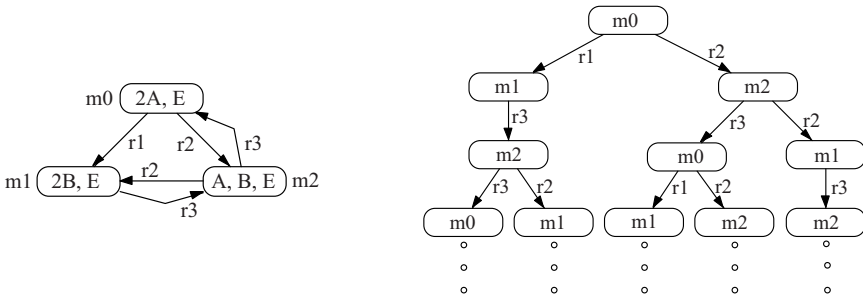 m0 2A, E
r1 r2 r3
m1 2B, E r2 A, B, E m2
r3
m0
r1 r2
m1 m2
r3 r3 r2
m2 m0 m1
r3 r2 r1 r2 r3
m0 m1 m1 m2 m2